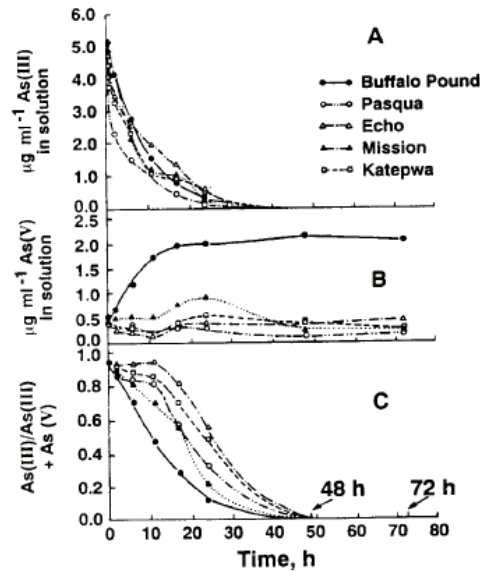 A
μg ml⁻¹ As(III)
in solution
5.0
4.0
3.0
2.0
1.0
0.0
Buffalo Pound
Pasqua
Echo
Mission
Katepwa
B
μg ml⁻¹ As(V)
in solution
2.5
2.0
1.5
1.0
0.5
0.0
C
As(III)/As(III)
+ As (V)
1.0
0.8
0.6
0.4
0.2
0.0
48 h
72 h
0 10 20 30 40 50 60 70 80
Time, h